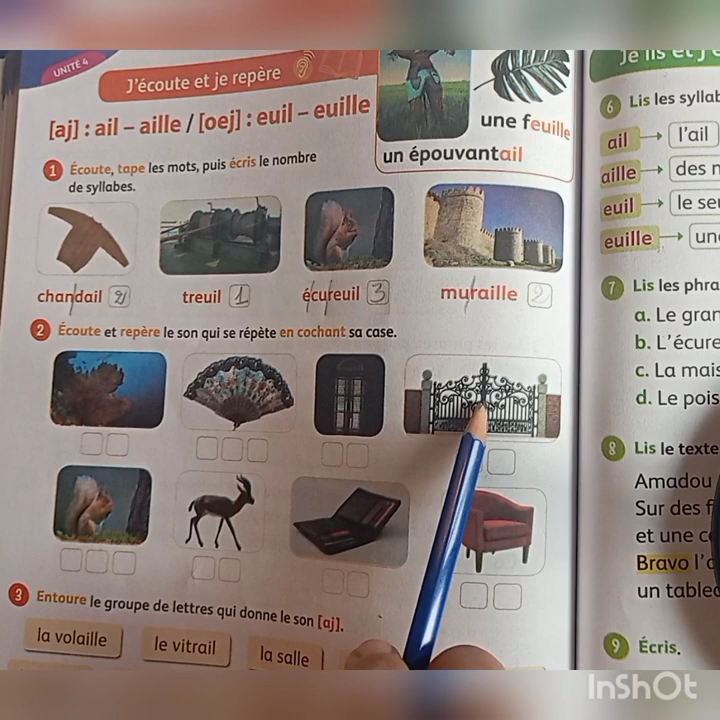 UNITÉ 4
J'écoute et je repère
[aj] : ail – aille / [oej] : euil – euille
un épouvantail
une feuille
1 Écoute, tape les mots, puis écris le nombre
de syllabes.
chandail 2
treuil 1
écureuil 3
muraille 2
2 Écoute et repère le son qui se répète en cochant sa case.
3 Entoure le groupe de lettres qui donne le son [aj].
la volaille
le vitrail
la salle
6 Lis les syllab
ail
l'ail
aille
des
euil
le
euille
7 Lis les phra
a. Le gran
b. L'écure
c. La mais
d. Le pois
8 Lis le texte
Amadou
Sur des f
et une
Bravo
un table
9 Écris.
InShOt